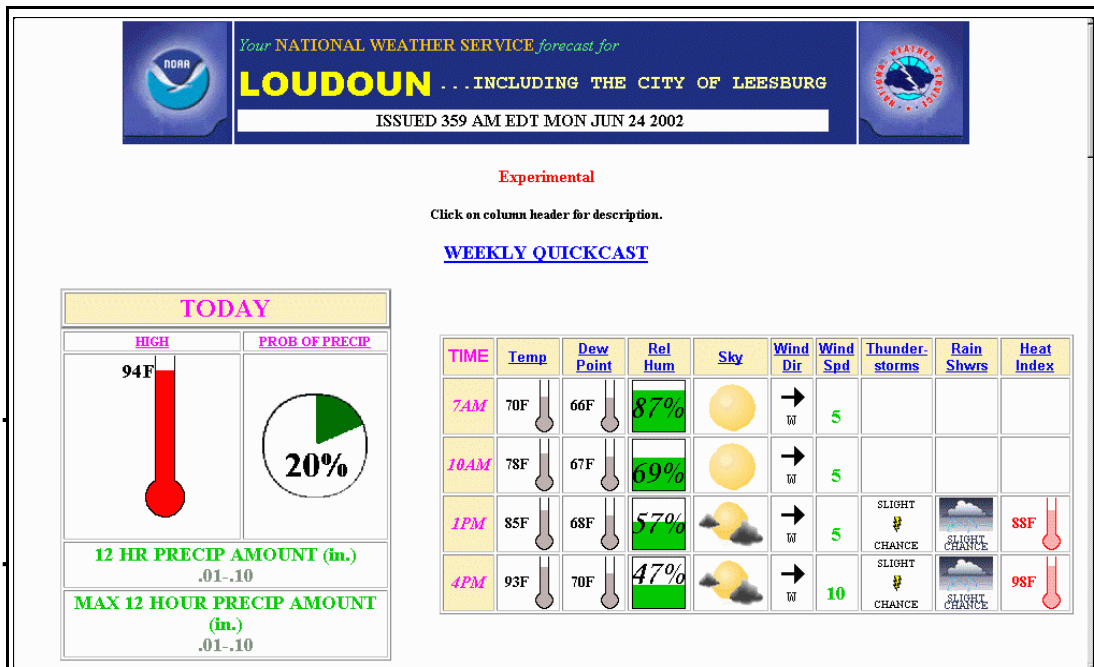 NOAA
Your NATIONAL WEATHER SERVICE forecast for
LOUDOUN ...INCLUDING THE CITY OF LEESBURG
ISSUED 359 AM EDT MON JUN 24 2002
NATIONAL WEATHER SERVICE
Experimental
Click on column header for description.
WEEKLY QUICKCAST
TODAY
HIGH PROB OF PRECIP
94F
20%
12 HR PRECIP AMOUNT (in.)
.01-.10
MAX 12 HOUR PRECIP AMOUNT
(in.)
.01-.10
TIME Temp Dew Point Rel Hum Sky Wind Dir Wind Spd Thunder-storms Rain Shwrs Heat Index
7AM 70F 66F 87% W 5
10AM 78F 67F 69% W 5
1PM 85F 68F 57% W 5 SLIGHT CHANCE SLIGHT CHANCE 88F
4PM 93F 70F 47% W 10 SLIGHT CHANCE SLIGHT CHANCE 98F